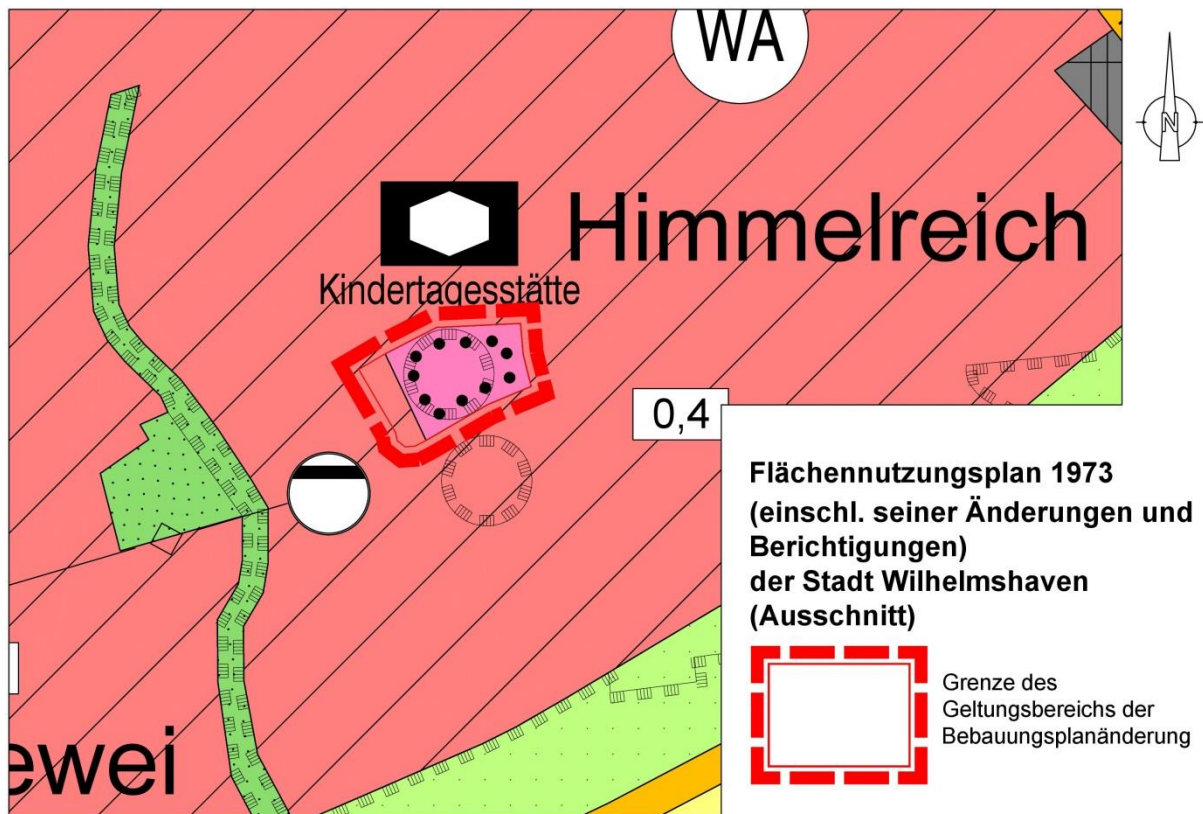 WA
N
Himmelreich
Kindertagesstätte
0,4
ewei
Flächennutzungsplan 1973
(einschl. seiner Änderungen und
Berichtigungen)
der Stadt Wilhelmshaven
(Ausschnitt)
Grenze des
Geltungsbereichs der
Bebauungsplanänderung